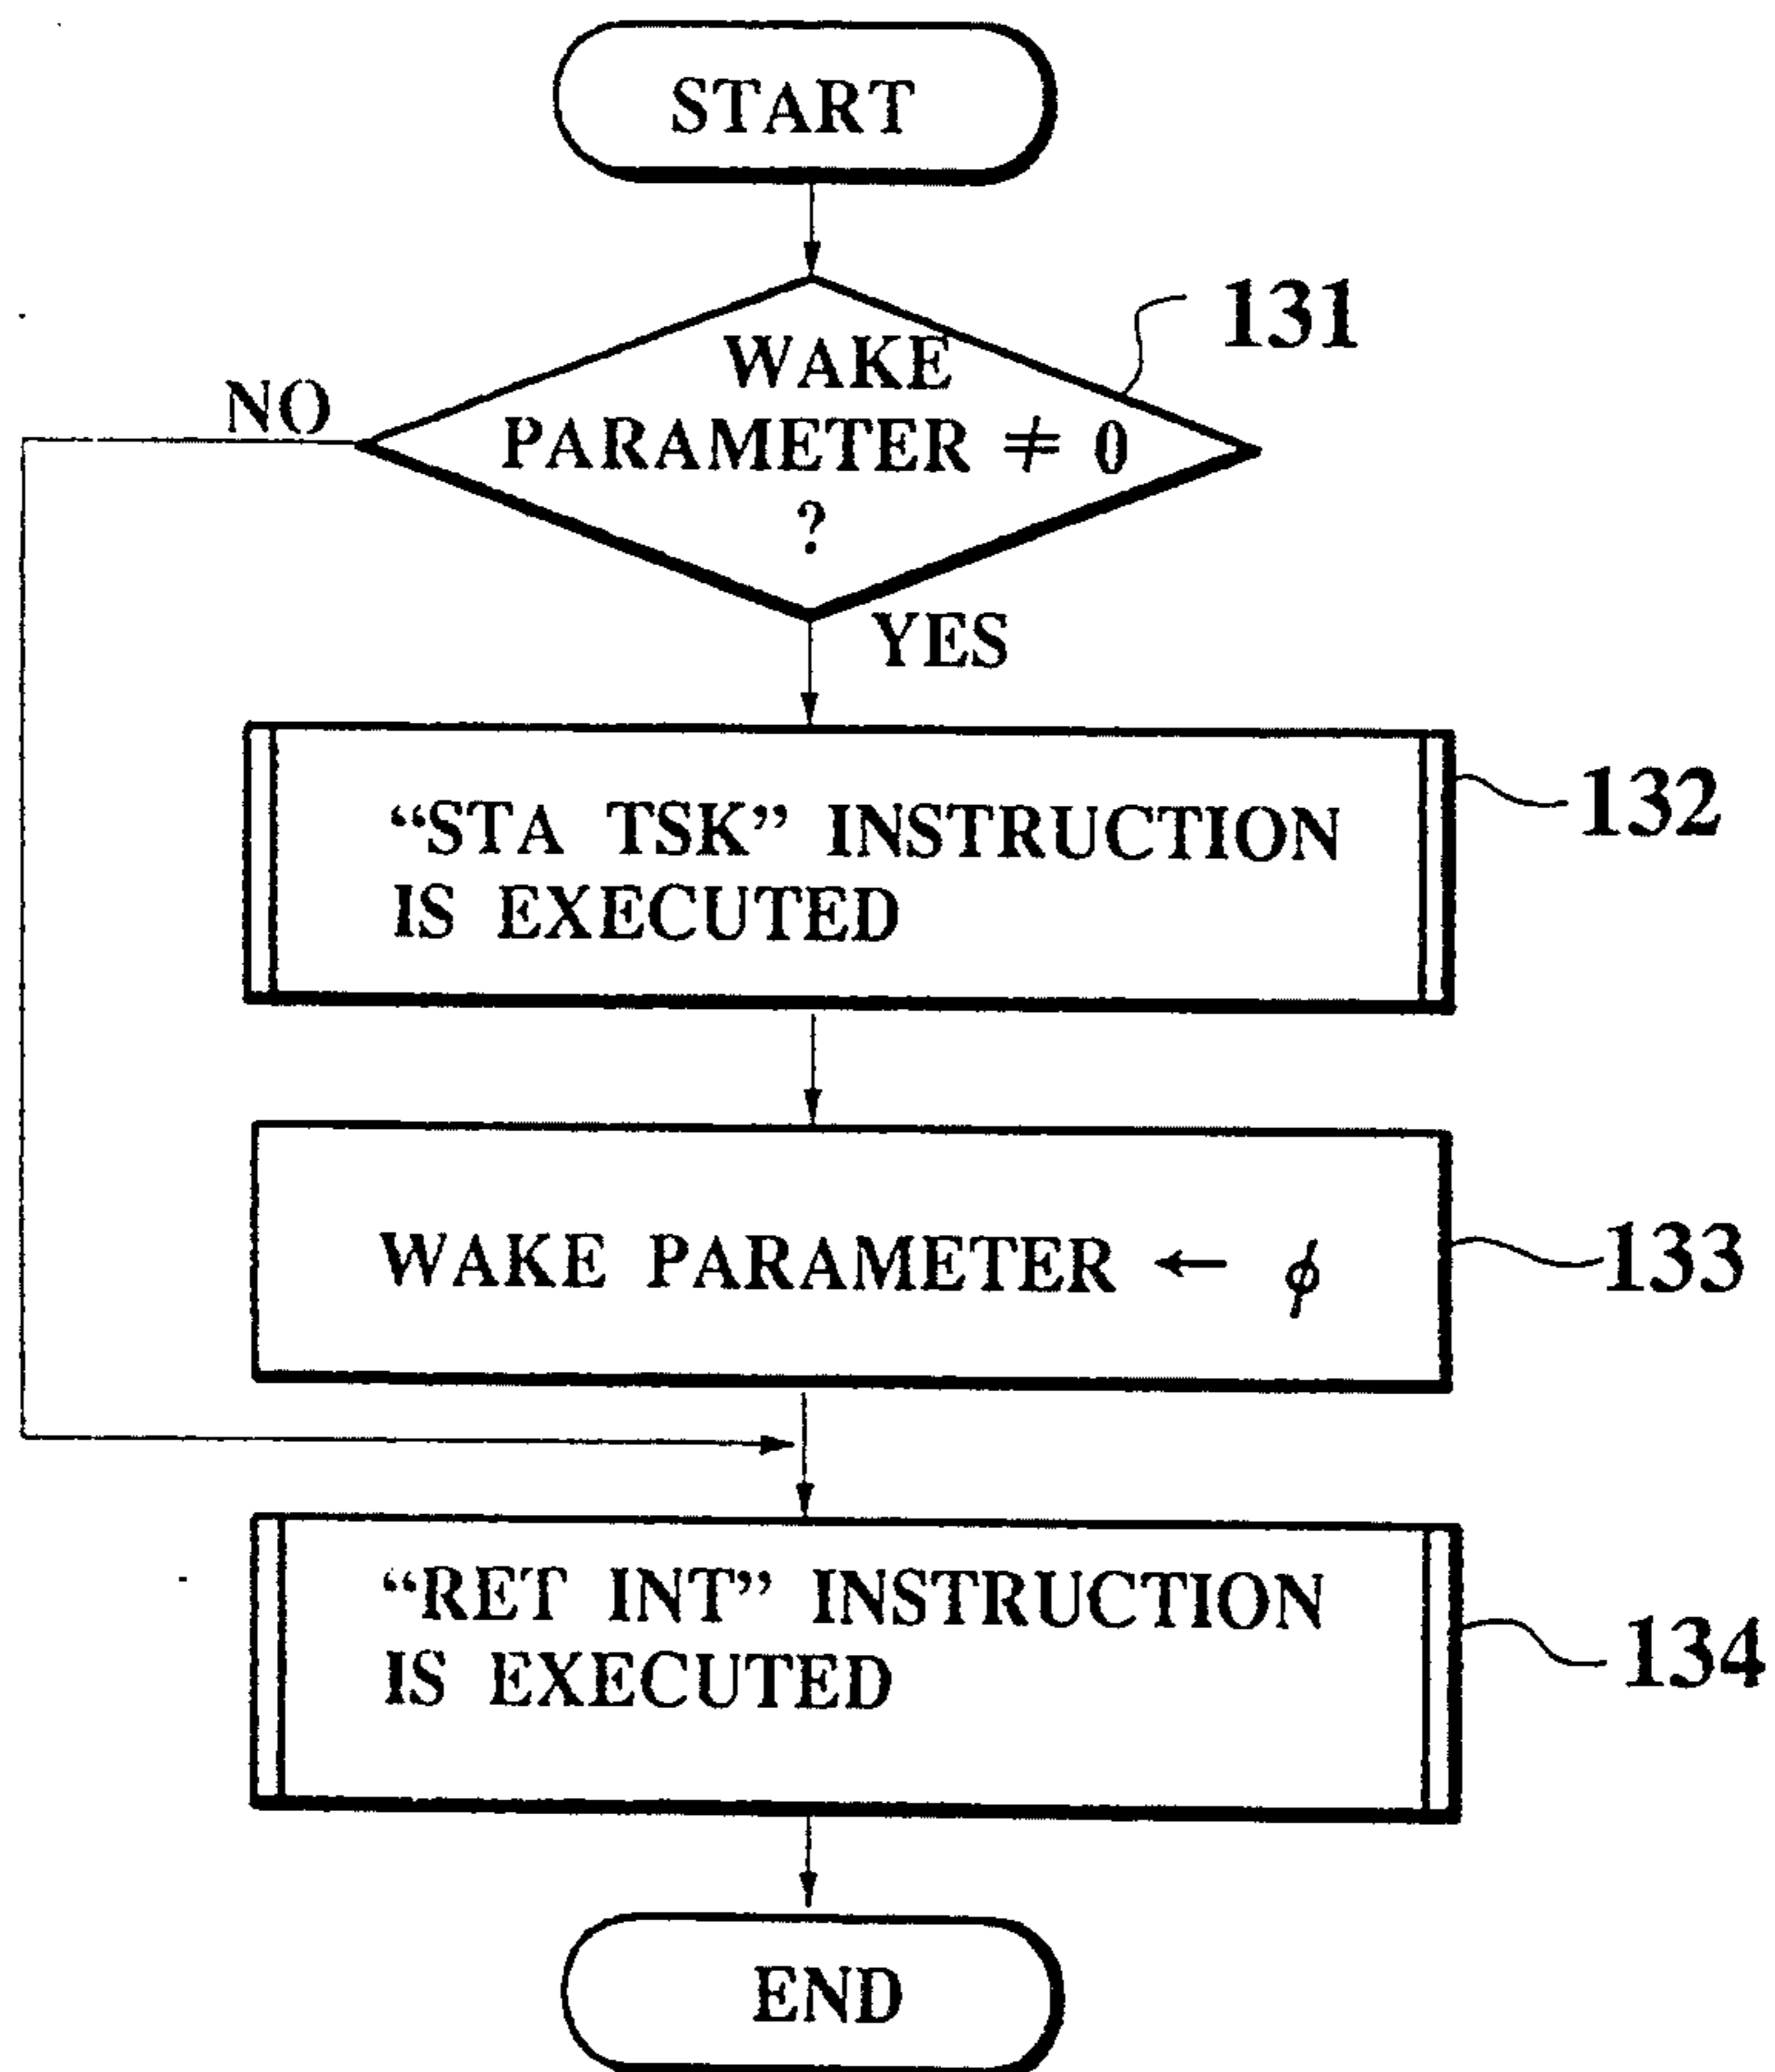 START
131
NO
WAKE
PARAMETER ≠ 0
?
YES
“STA TSK” INSTRUCTION
IS EXECUTED
132
WAKE PARAMETER ← ϕ
133
“RET INT” INSTRUCTION
IS EXECUTED
134
END